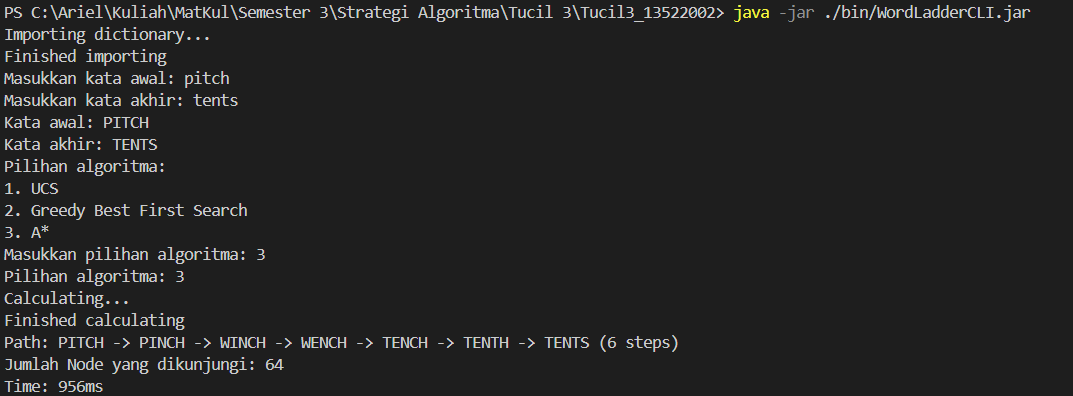 PS C:\Ariel\Kuliah\MatKul\Semester 3\Strategi Algoritma\Tucil 3\Tucil3_13522002> java -jar ./bin/WordLadderCLI.jar
Importing dictionary...
Finished importing
Masukkan kata awal: pitch
Masukkan kata akhir: tents
Kata awal: PITCH
Kata akhir: TENTS
Pilihan algoritma:
1. UCS
2. Greedy Best First Search
3. A*
Masukkan pilihan algoritma: 3
Pilihan algoritma: 3
Calculating...
Finished calculating
Path: PITCH -> PINCH -> WINCH -> WENCH -> TENCH -> TENTH -> TENTS (6 steps)
Jumlah Node yang dikunjungi: 64
Time: 956ms